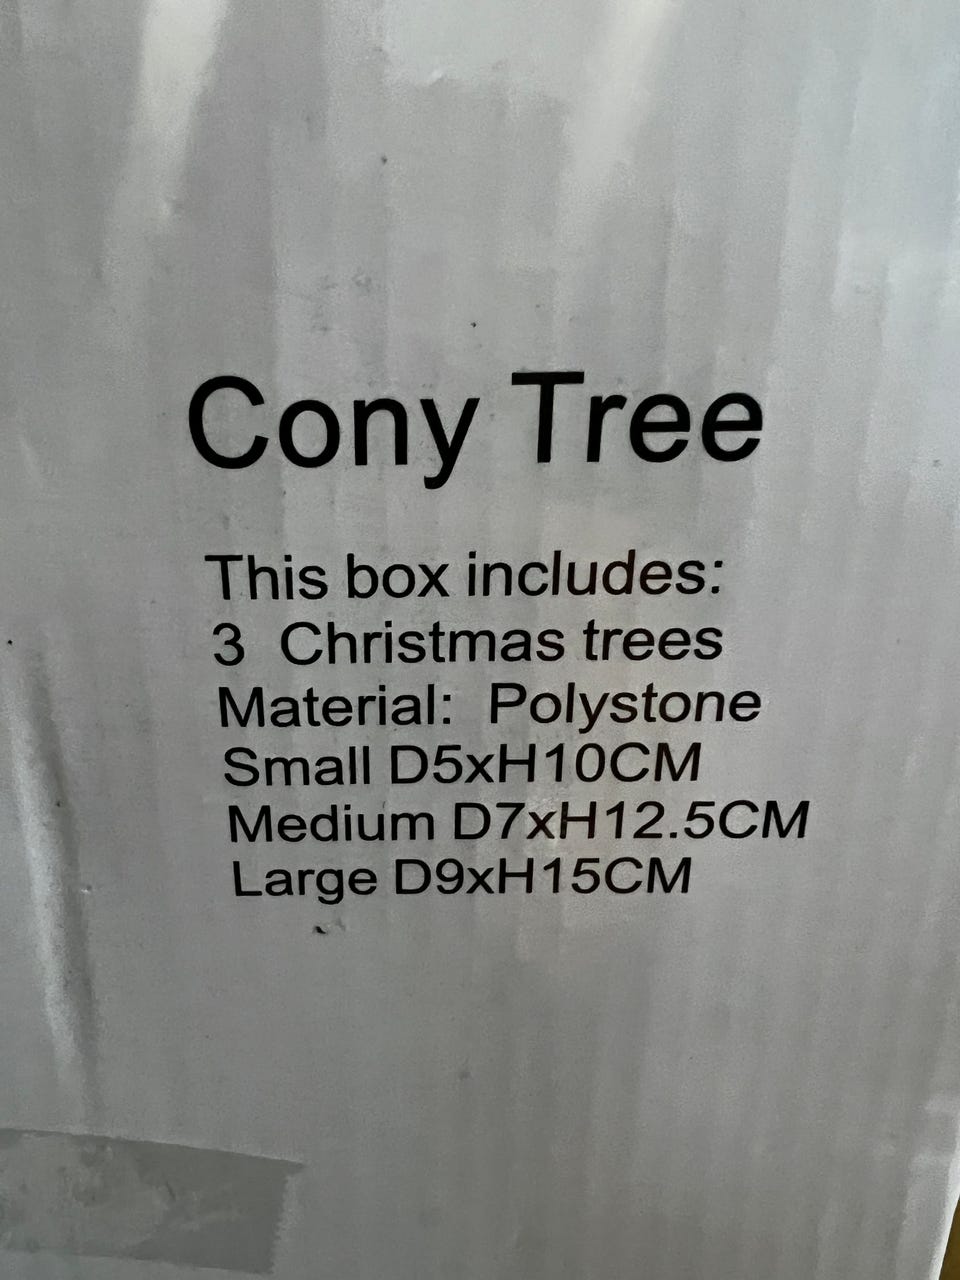 Cony Tree
This box includes:
3 Christmas trees
Material: Polystone
Small D5xH10CM
Medium D7xH12.5CM
Large D9xH15CM